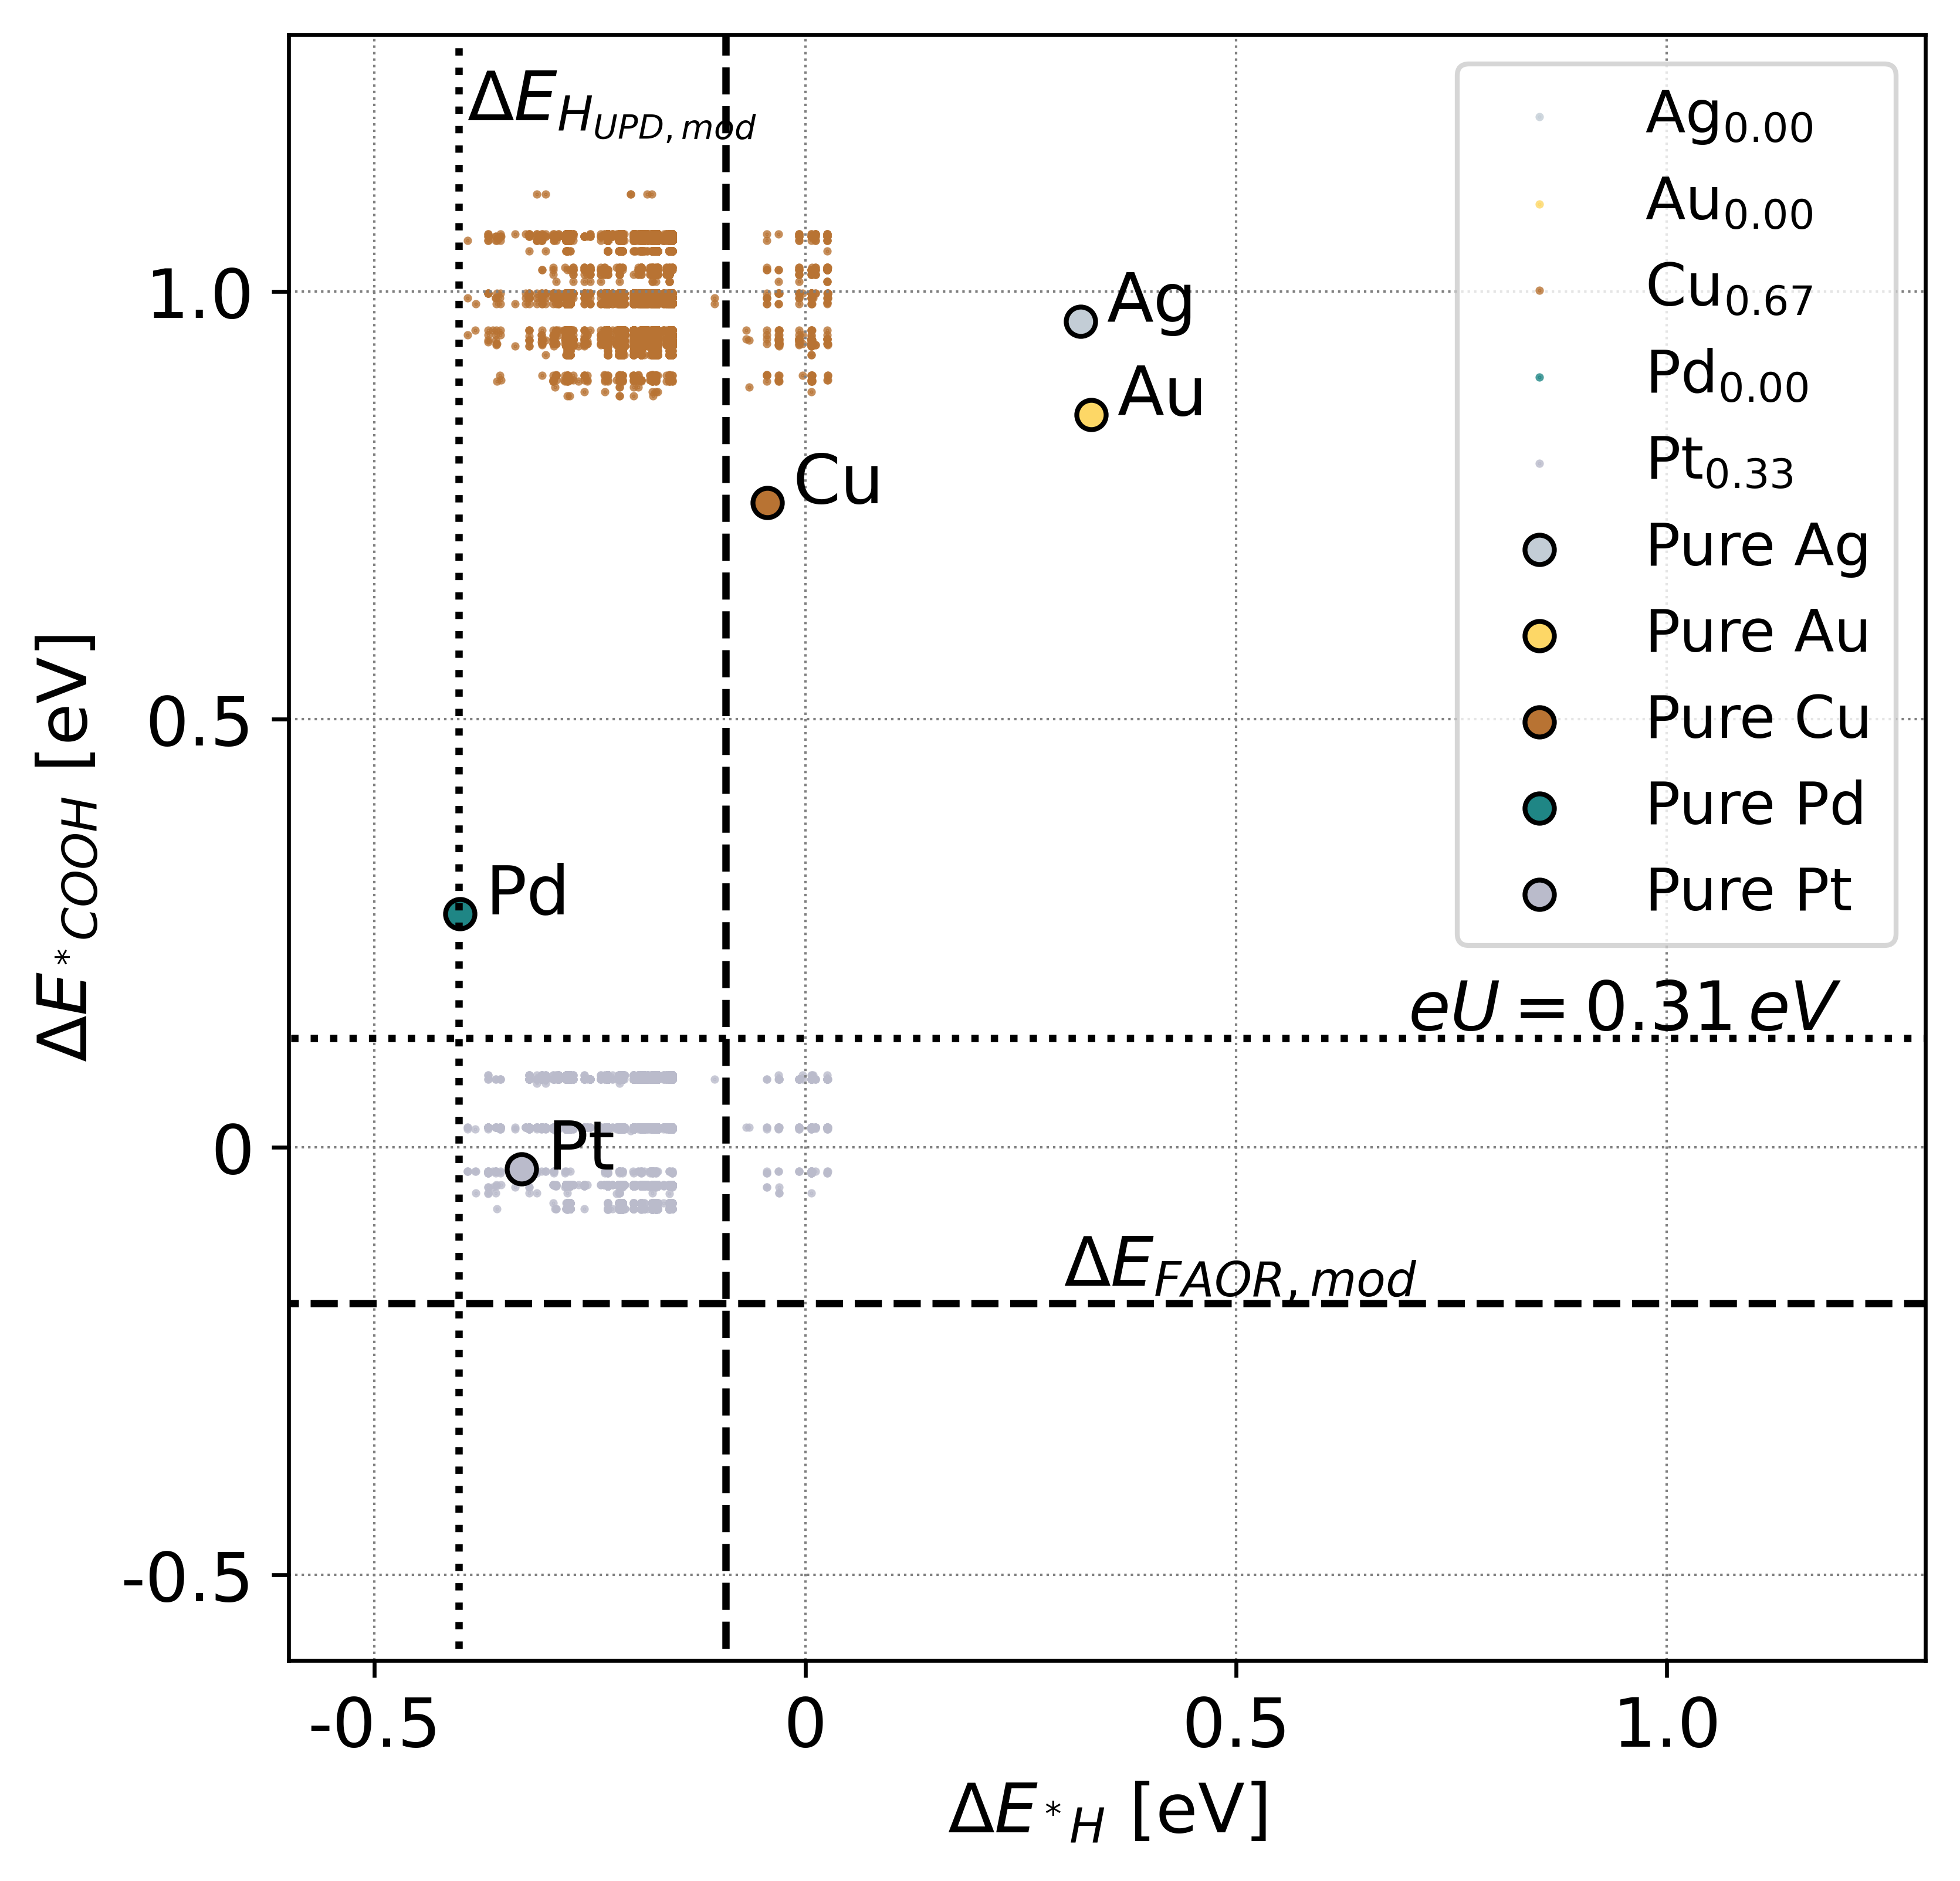 ΔE_{H_{UPD, mod}}
Ag_{0.00}
Au_{0.00}
Cu_{0.67}
Pd_{0.00}
Pt_{0.33}
Pure Ag
Pure Au
Pure Cu
Pure Pd
Pure Pt
Ag
Au
Cu
Pd
Pt
eU = 0.31 eV
ΔE_{FAOR, mod}
1.0
0.5
0
-0.5
ΔE_{*COOH} [eV]
-0.5
0
0.5
1.0
ΔE_{*H} [eV]